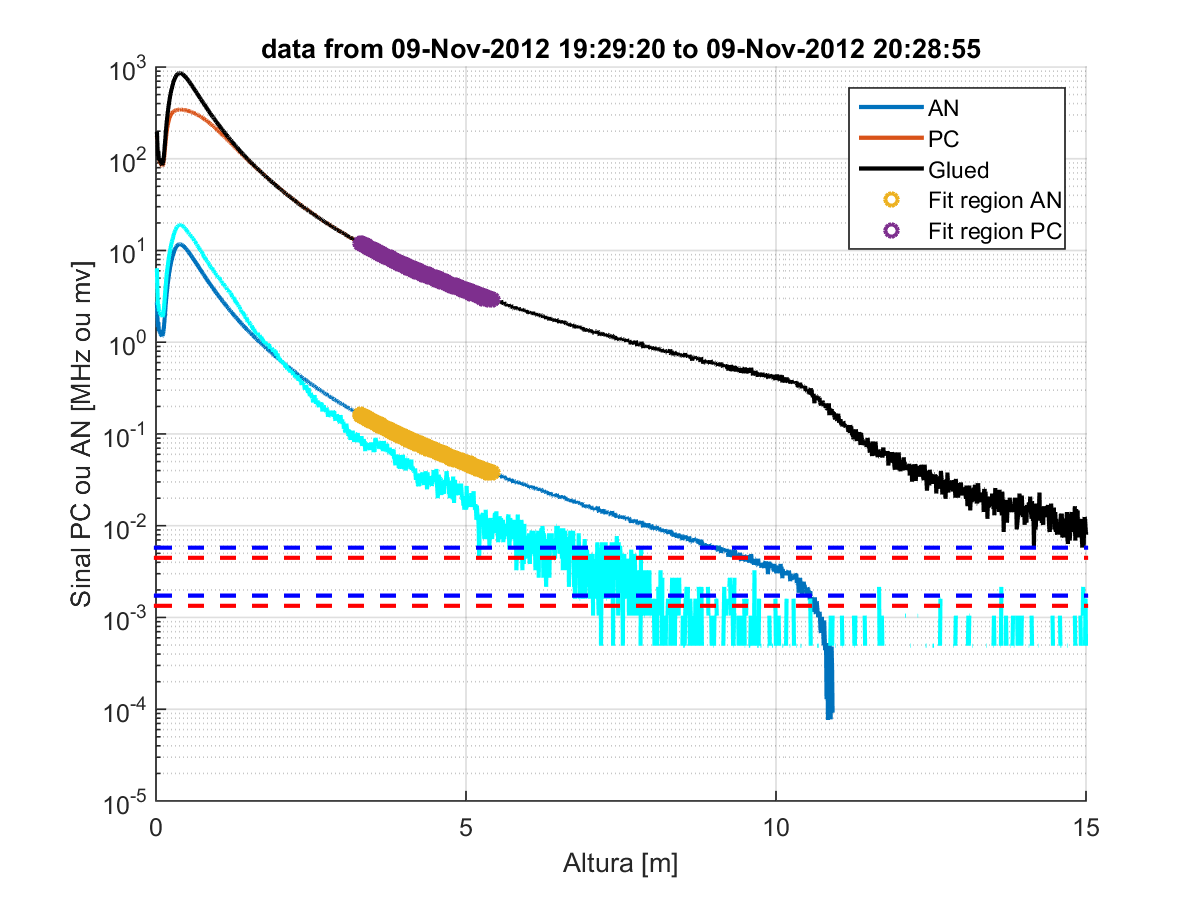 data from 09-Nov-2012 19:29:20 to 09-Nov-2012 20:28:55
10^3
10^2
10^1
10^0
10^-1
10^-2
10^-3
10^-4
10^-5
Sinal PC ou AN [MHz ou mv]
AN
PC
Glued
Fit region AN
Fit region PC
0 5 10 15
Altura [m]